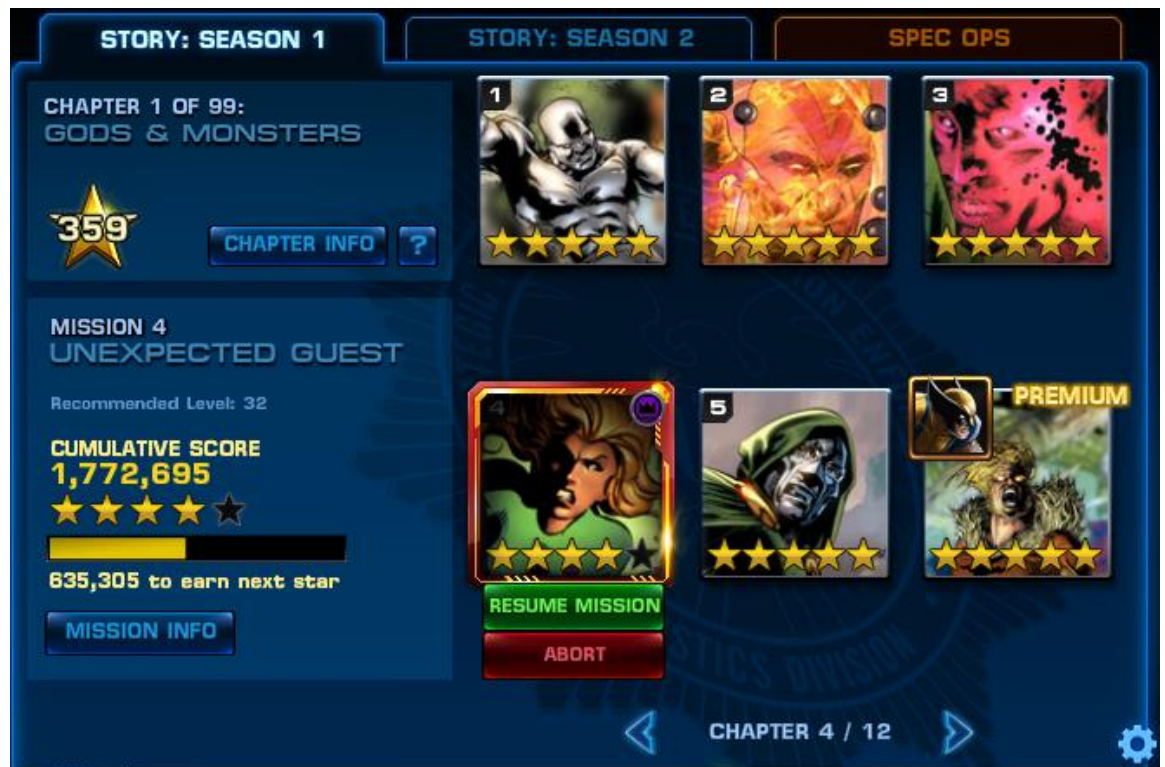 STORY: SEASON 1
STORY: SEASON 2
SPEC OPS
CHAPTER 1 OF 99:
GODS & MONSTERS
359
CHAPTER INFO
?
MISSION 4
UNEXPECTED GUEST
Recommended Level: 32
CUMULATIVE SCORE
1,772,695
635,305 to earn next star
MISSION INFO
1
2
3
4
5
PREMIUM
RESUME MISSION
ABORT
STICS DIVISION
CHAPTER 4 / 12